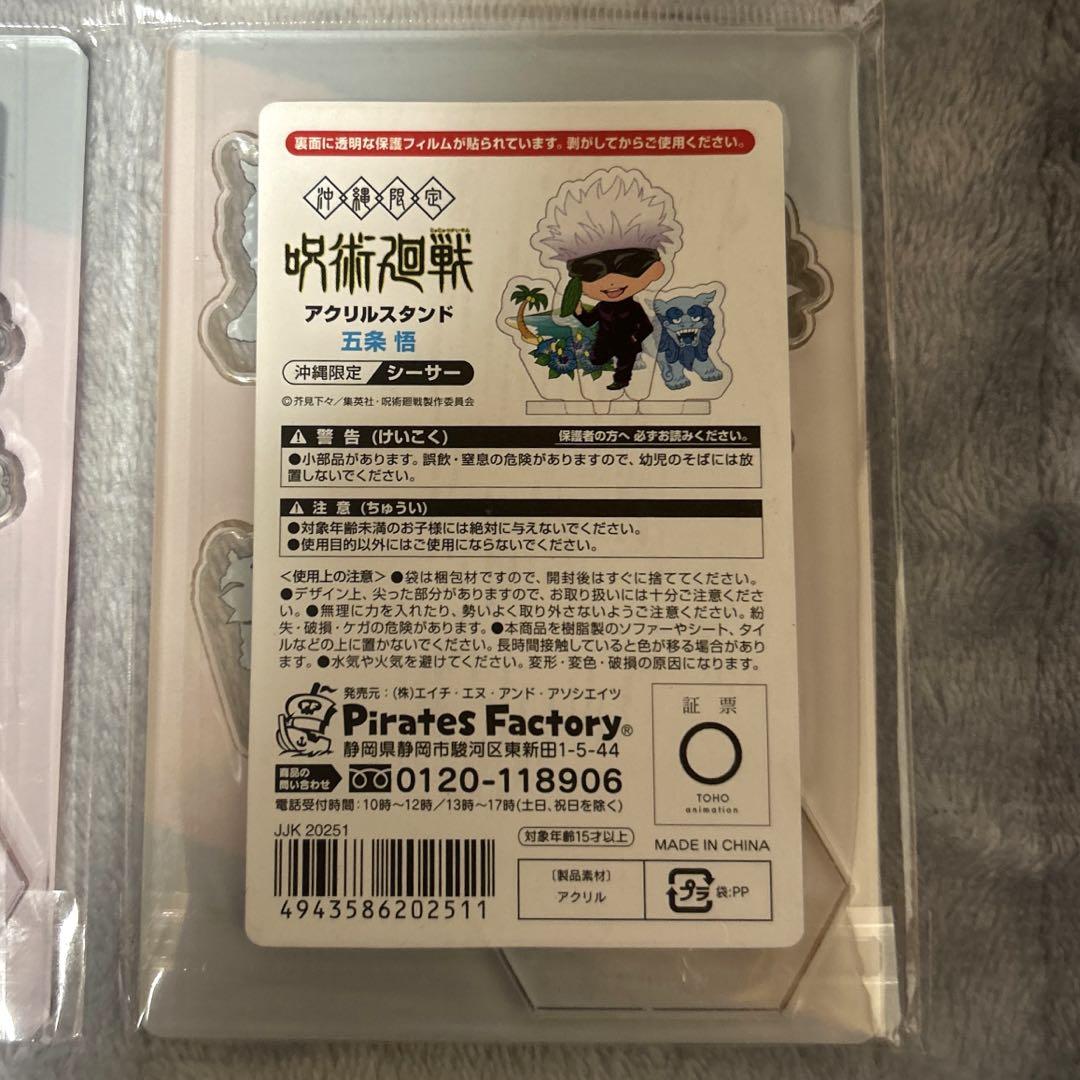 裏面に透明な保護フィルムが貼られています。剥がしてからご使用ください。
沖縄限定
じゅじゅつかいせん
呪術廻戦
アクリルスタンド
五条 悟
沖縄限定 シーサー
©芥見下々／集英社・呪術廻戦製作委員会
警告 (けいこく) 保護者の方へ 必ずお読みください。
●小部品があります。誤飲・窒息の危険がありますので、幼児のそばには放
置しないでください。
注意 (ちゅうい)
●対象年齢未満のお子様には絶対に与えないでください。
●使用目的以外にはご使用にならないでください。
＜使用上の注意＞ ●袋は梱包材ですので、開封後はすぐに捨ててください。
●デザイン上、尖った部分がありますので、お取り扱いには十分ご注意くださ
い。●無理に力を入れたり、勢いよく取り外さないようご注意ください。紛
失・破損・ケガの危険があります。●本商品を樹脂製のソファーやシート、タイ
ルなどの上に置かないでください。長時間接触していると色が移る場合があり
ます。●水気や火気を避けてください。変形・変色・破損の原因になります。
発売元：(株)エイチ・エヌ・アンド・アソシエイツ
Pirates Factory®
静岡県静岡市駿河区東新田1-5-44
商品の
問い合わせ 0120-118906
電話受付時間：10時～12時／13時～17時(土日、祝日を除く)
証票
TOHO
animation
JJK 20251
対象年齢15才以上
MADE IN CHINA
4943586202511
〔製品素材〕
アクリル
プラ 袋:PP